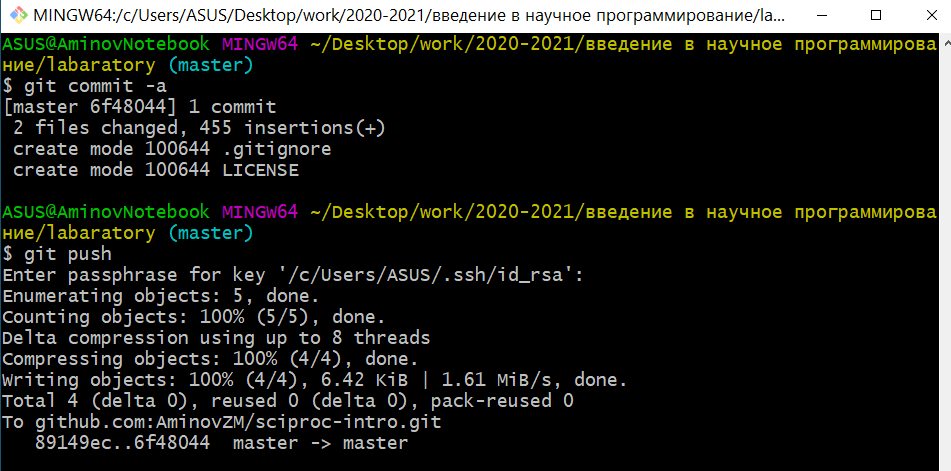 MINGW64:/c/Users/ASUS/Desktop/work/2020-2021/введение в научное программирование/la...
ASUS@AminovNotebook MINGW64 ~/Desktop/work/2020-2021/введение в научное программирова
ние/labaratory (master)
$ git commit -a
[master 6f48044] 1 commit
 2 files changed, 455 insertions(+)
 create mode 100644 .gitignore
 create mode 100644 LICENSE
ASUS@AminovNotebook MINGW64 ~/Desktop/work/2020-2021/введение в научное программирова
ние/labaratory (master)
$ git push
Enter passphrase for key '/c/Users/ASUS/.ssh/id_rsa':
Enumerating objects: 5, done.
Counting objects: 100% (5/5), done.
Delta compression using up to 8 threads
Compressing objects: 100% (4/4), done.
Writing objects: 100% (4/4), 6.42 KiB | 1.61 MiB/s, done.
Total 4 (delta 0), reused 0 (delta 0), pack-reused 0
To github.com:AminovZM/sciproc-intro.git
   89149ec..6f48044  master -> master